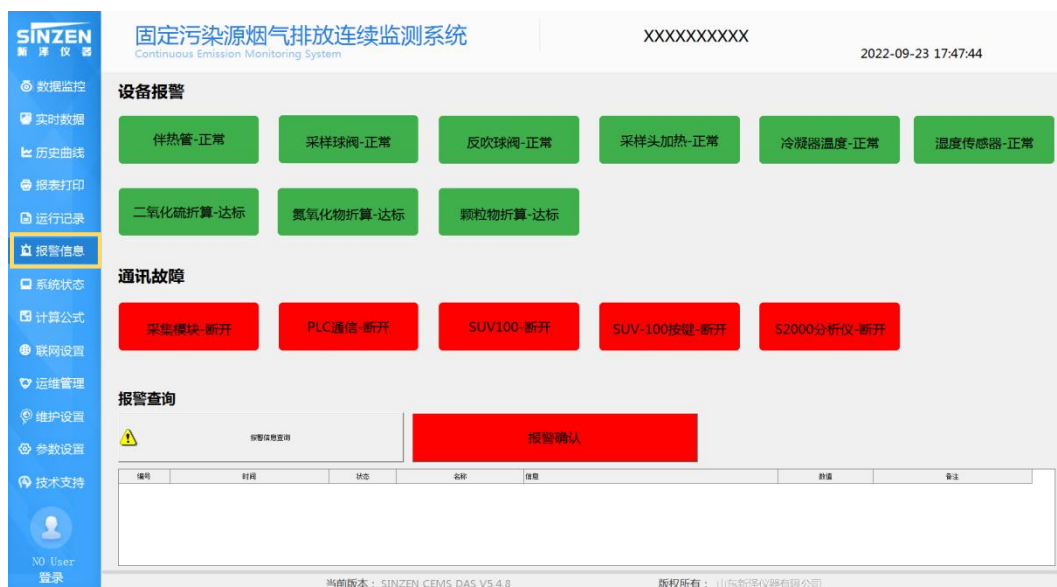 SINZEN
新泽仪器
固定污染源烟气排放连续监测系统
Continuous Emission Monitoring System
XXXXXXXXXX
2022-09-23 17:47:44
数据监控
实时数据
历史曲线
报表打印
运行记录
报警信息
系统状态
计算公式
联网设置
运维管理
维护设置
参数设置
技术支持
NO User
登录
设备报警
伴热管-正常
采样球阀-正常
反吹球阀-正常
采样头加热-正常
冷凝器温度-正常
湿度传感器-正常
二氧化硫折算-达标
氮氧化物折算-达标
颗粒物折算-达标
通讯故障
采集模块-断开
PLC通信-断开
SUV100-断开
SUV-100按键-断开
S2000分析仪-断开
报警查询
报警信息查询
报警确认
编号 时间 状态 名称 信息 数值 备注
当前版本： SINZEN CEMS DAS V5.4.8
版权所有： 山东新泽仪器有限公司